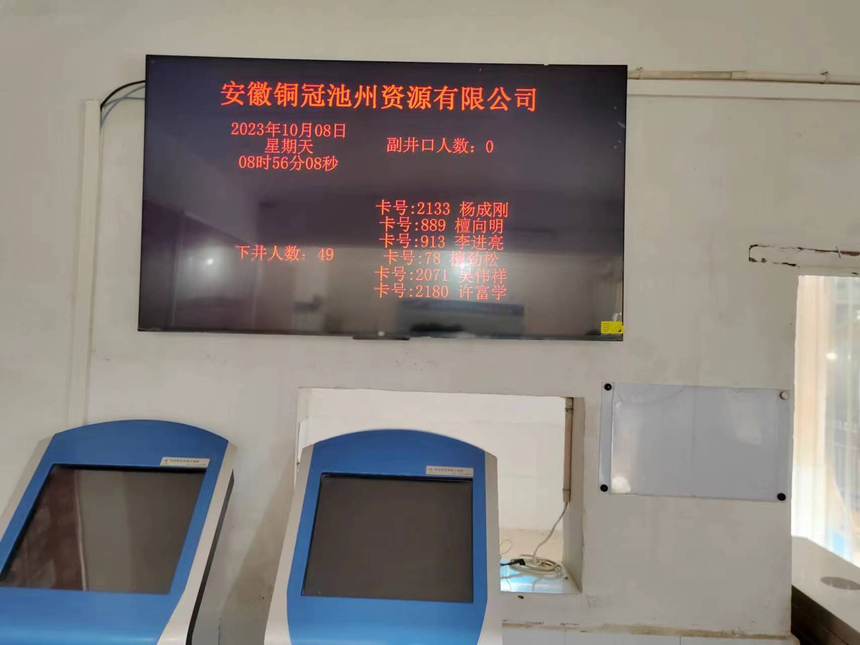 安徽铜冠池州资源有限公司
2023年10月08日
星期天
08时56分08秒
副井口人数: 0
下井人数: 49
卡号:2133 杨成刚
卡号:889 檀向明
卡号:913 李进亮
卡号:78 檀劲松
卡号:2071 吴伟祥
卡号:2180 许富学